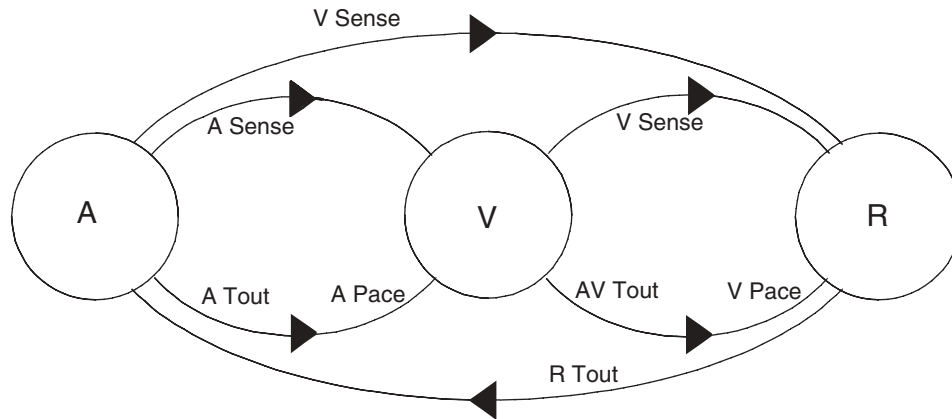 V Sense
A Sense
V Sense
A
V
R
A Tout
A Pace
AV Tout
V Pace
R Tout